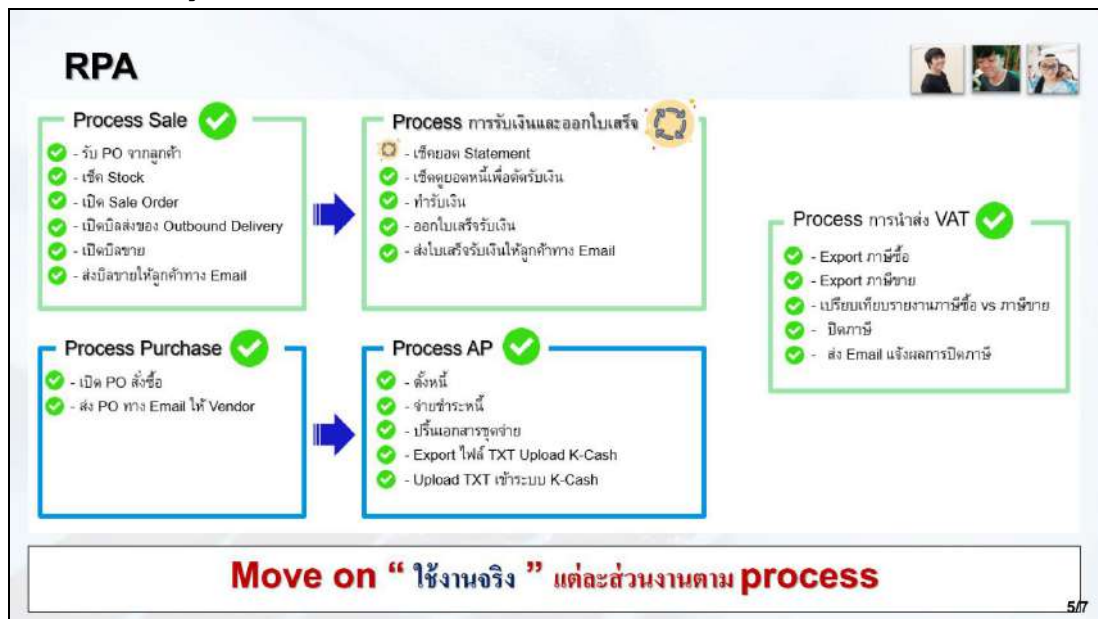 RPA
Process Sale
- รับ PO จากลูกค้า
- เช็ค Stock
- เปิด Sale Order
- เปิดบิลส่งของ Outbound Delivery
- เปิดบิลขาย
- ส่งบิลขายให้ลูกค้าทาง Email
Process การรับเงินและออกใบเสร็จ
- เช็คยอด Statement
- เช็คดูยอดหนี้เพื่อตัดรับเงิน
- ทำรับเงิน
- ออกใบเสร็จรับเงิน
- ส่งใบเสร็จรับเงินให้ลูกค้าทาง Email
Process การนำส่ง VAT
- Export ภาษีซื้อ
- Export ภาษีขาย
- เปรียบเทียบรายงานภาษีซื้อ vs ภาษีขาย
- ปิดภาษี
- ส่ง Email แจ้งผลการปิดภาษี
Process Purchase
- เปิด PO สั่งซื้อ
- ส่ง PO ทาง Email ให้ Vendor
Process AP
- ตั้งหนี้
- จ่ายชำระหนี้
- ปริ้นเอกสารชุดจ่าย
- Export ไฟล์ TXT Upload K-Cash
- Upload TXT เข้าระบบ K-Cash
Move on “ ใช้งานจริง ” แต่ละส่วนงานตาม process
5/7